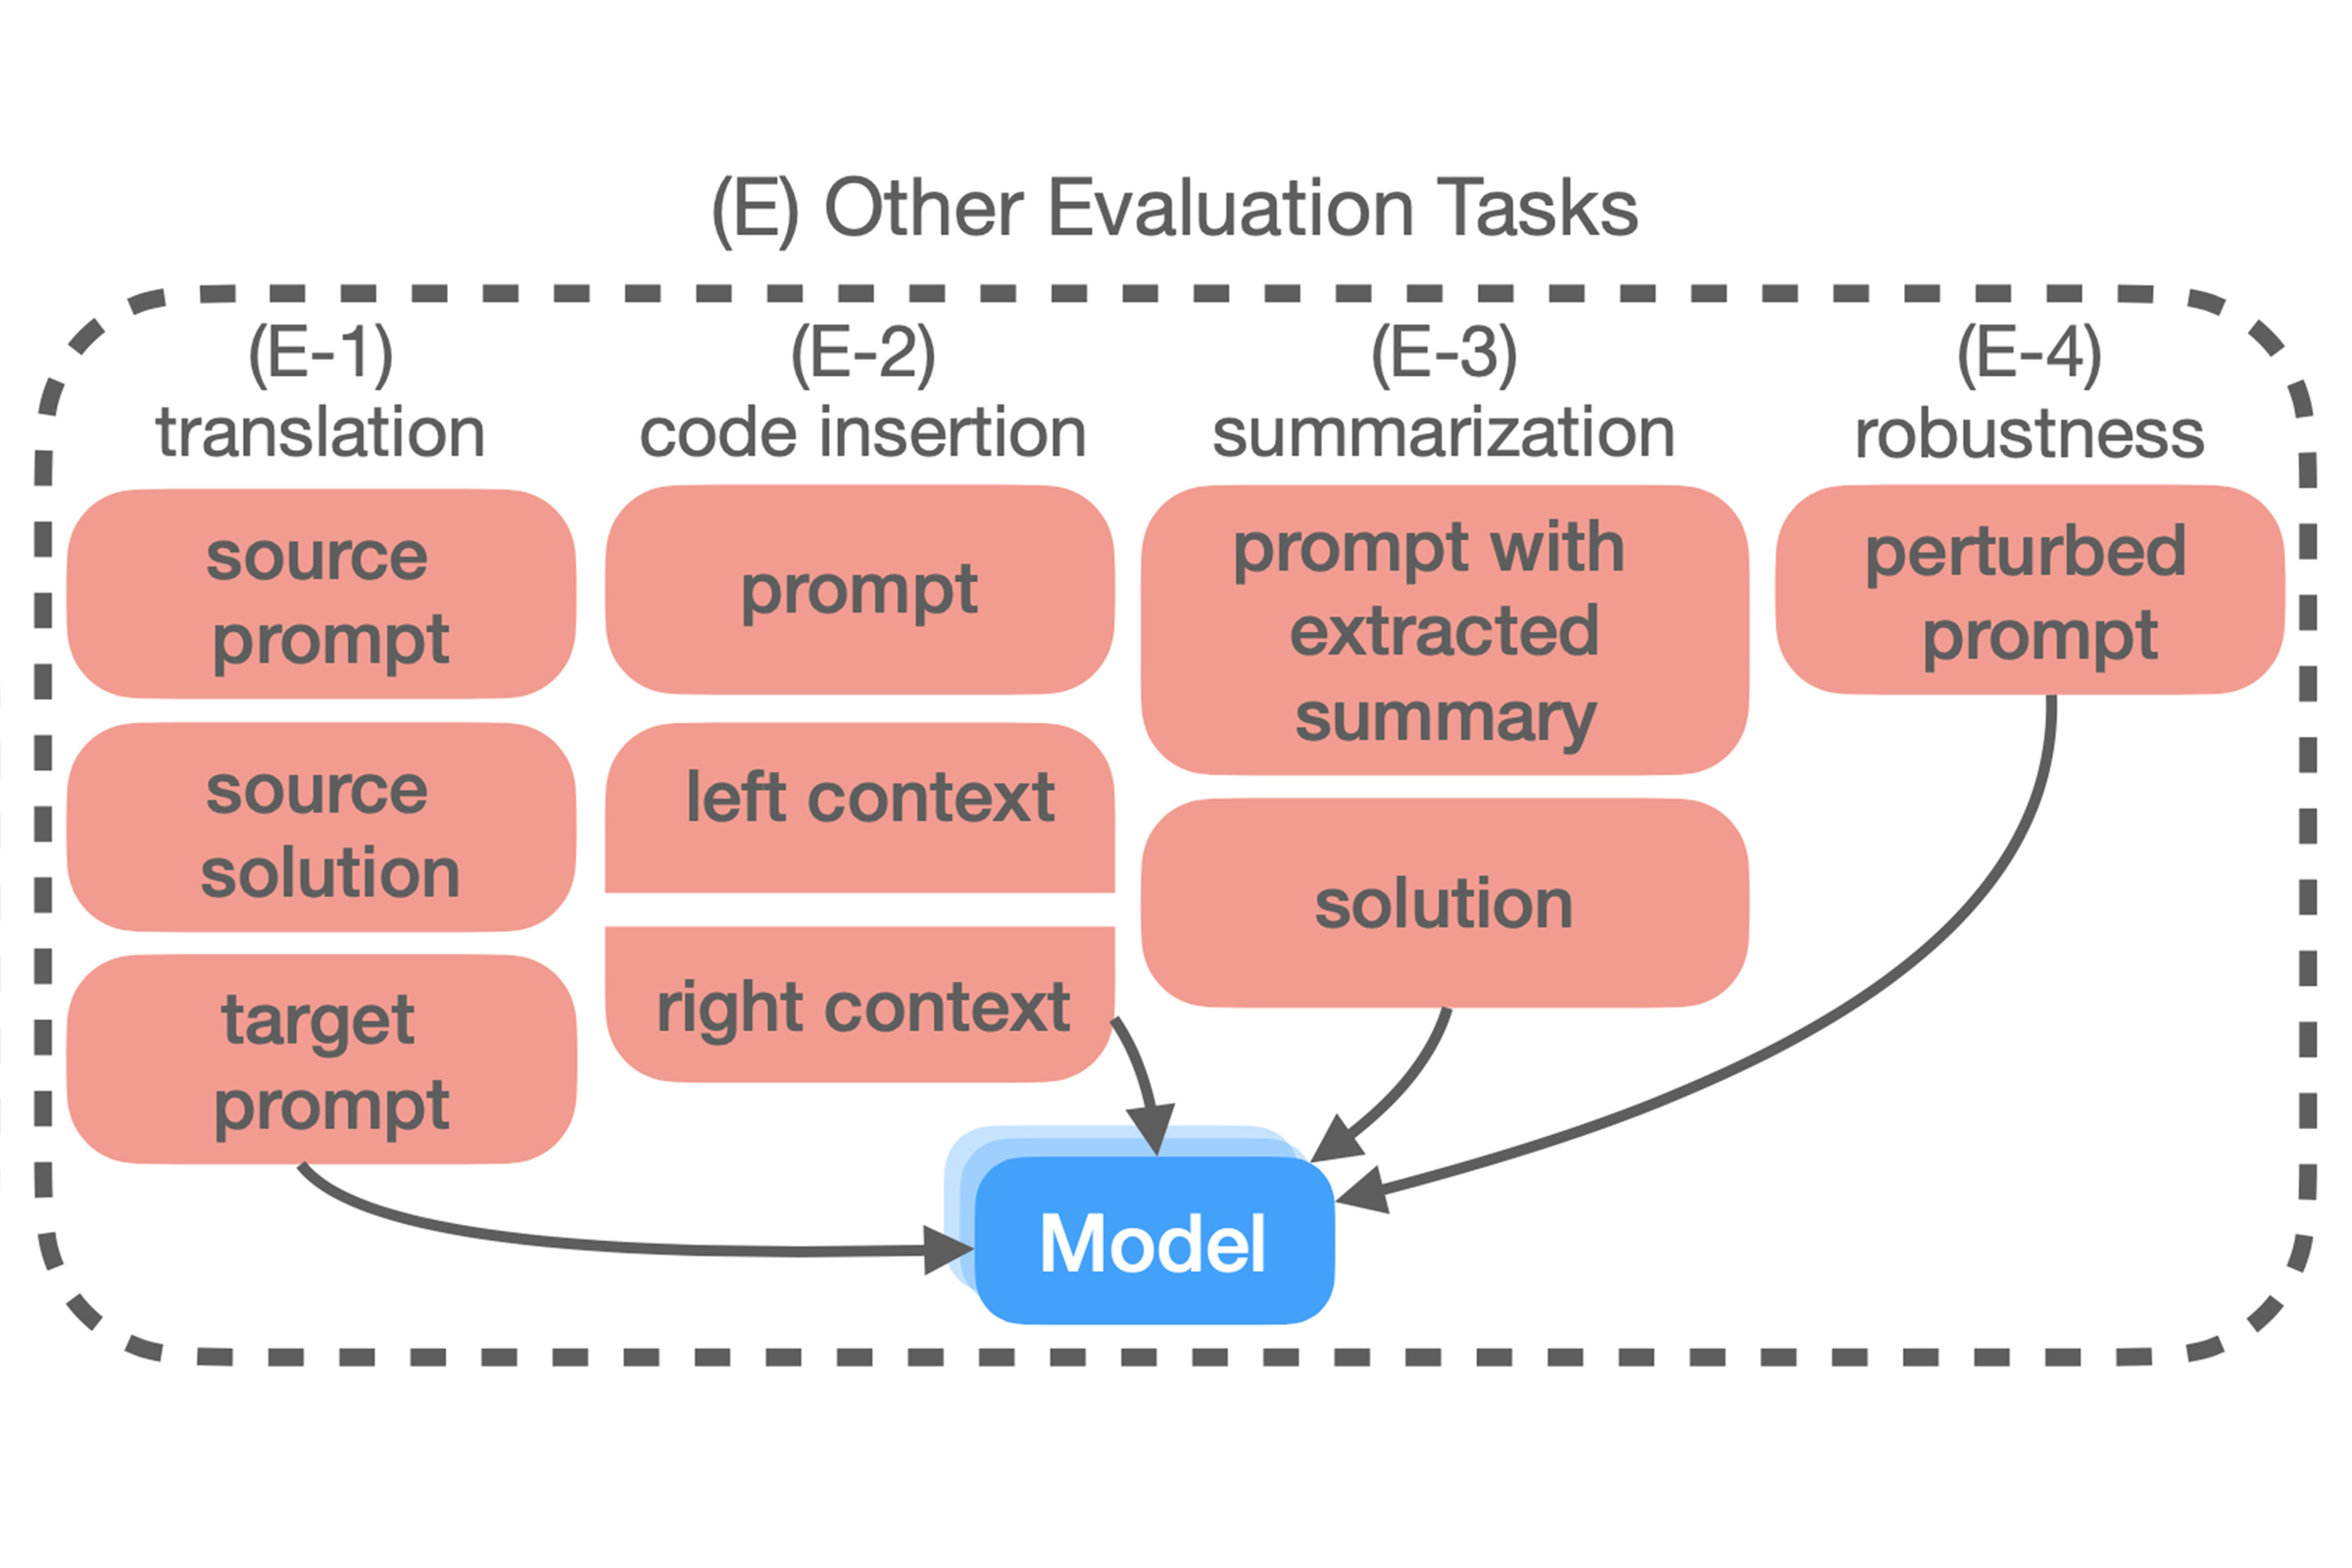 (E) Other Evaluation Tasks
(E-1)
translation
source
prompt
source
solution
target
prompt
(E-2)
code insertion
prompt
left context
right context
(E-3)
summarization
prompt with
extracted
summary
solution
(E-4)
robustness
perturbed
prompt
Model